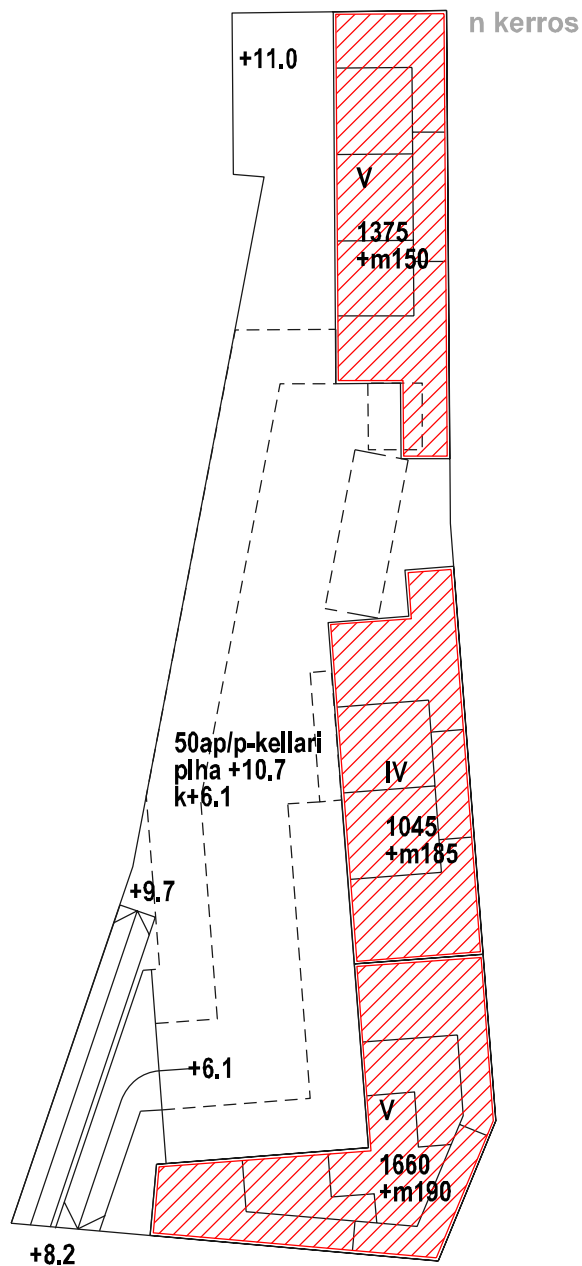 n kerros
+11.0
V
1375
+m150
50ap/p-kellari
piha +10.7
k+6.1
IV
1045
+m185
+9.7
+6.1
V
1660
+m190
+8.2